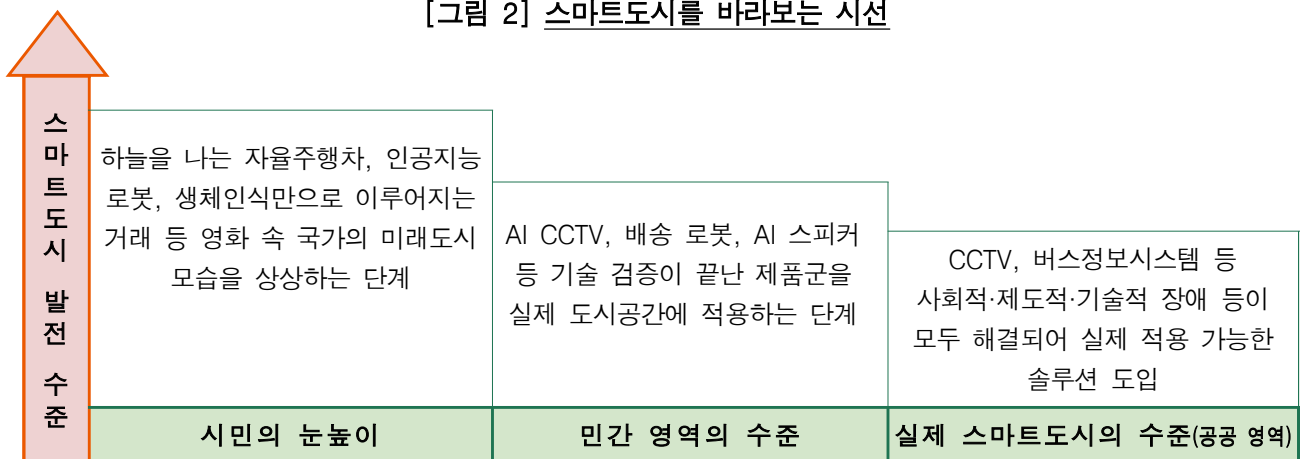 [그림 2] 스마트도시를 바라보는 시선
스마트도시 발전 수준
하늘을 나는 자율주행차, 인공지능
로봇, 생체인식만으로 이루어지는
거래 등 영화 속 국가의 미래도시
모습을 상상하는 단계
AI CCTV, 배송 로봇, AI 스피커
등 기술 검증이 끝난 제품군을
실제 도시공간에 적용하는 단계
CCTV, 버스정보시스템 등
사회적·제도적·기술적 장애 등이
모두 해결되어 실제 적용 가능한
솔루션 도입
시민의 눈높이
민간 영역의 수준
실제 스마트도시의 수준(공공 영역)